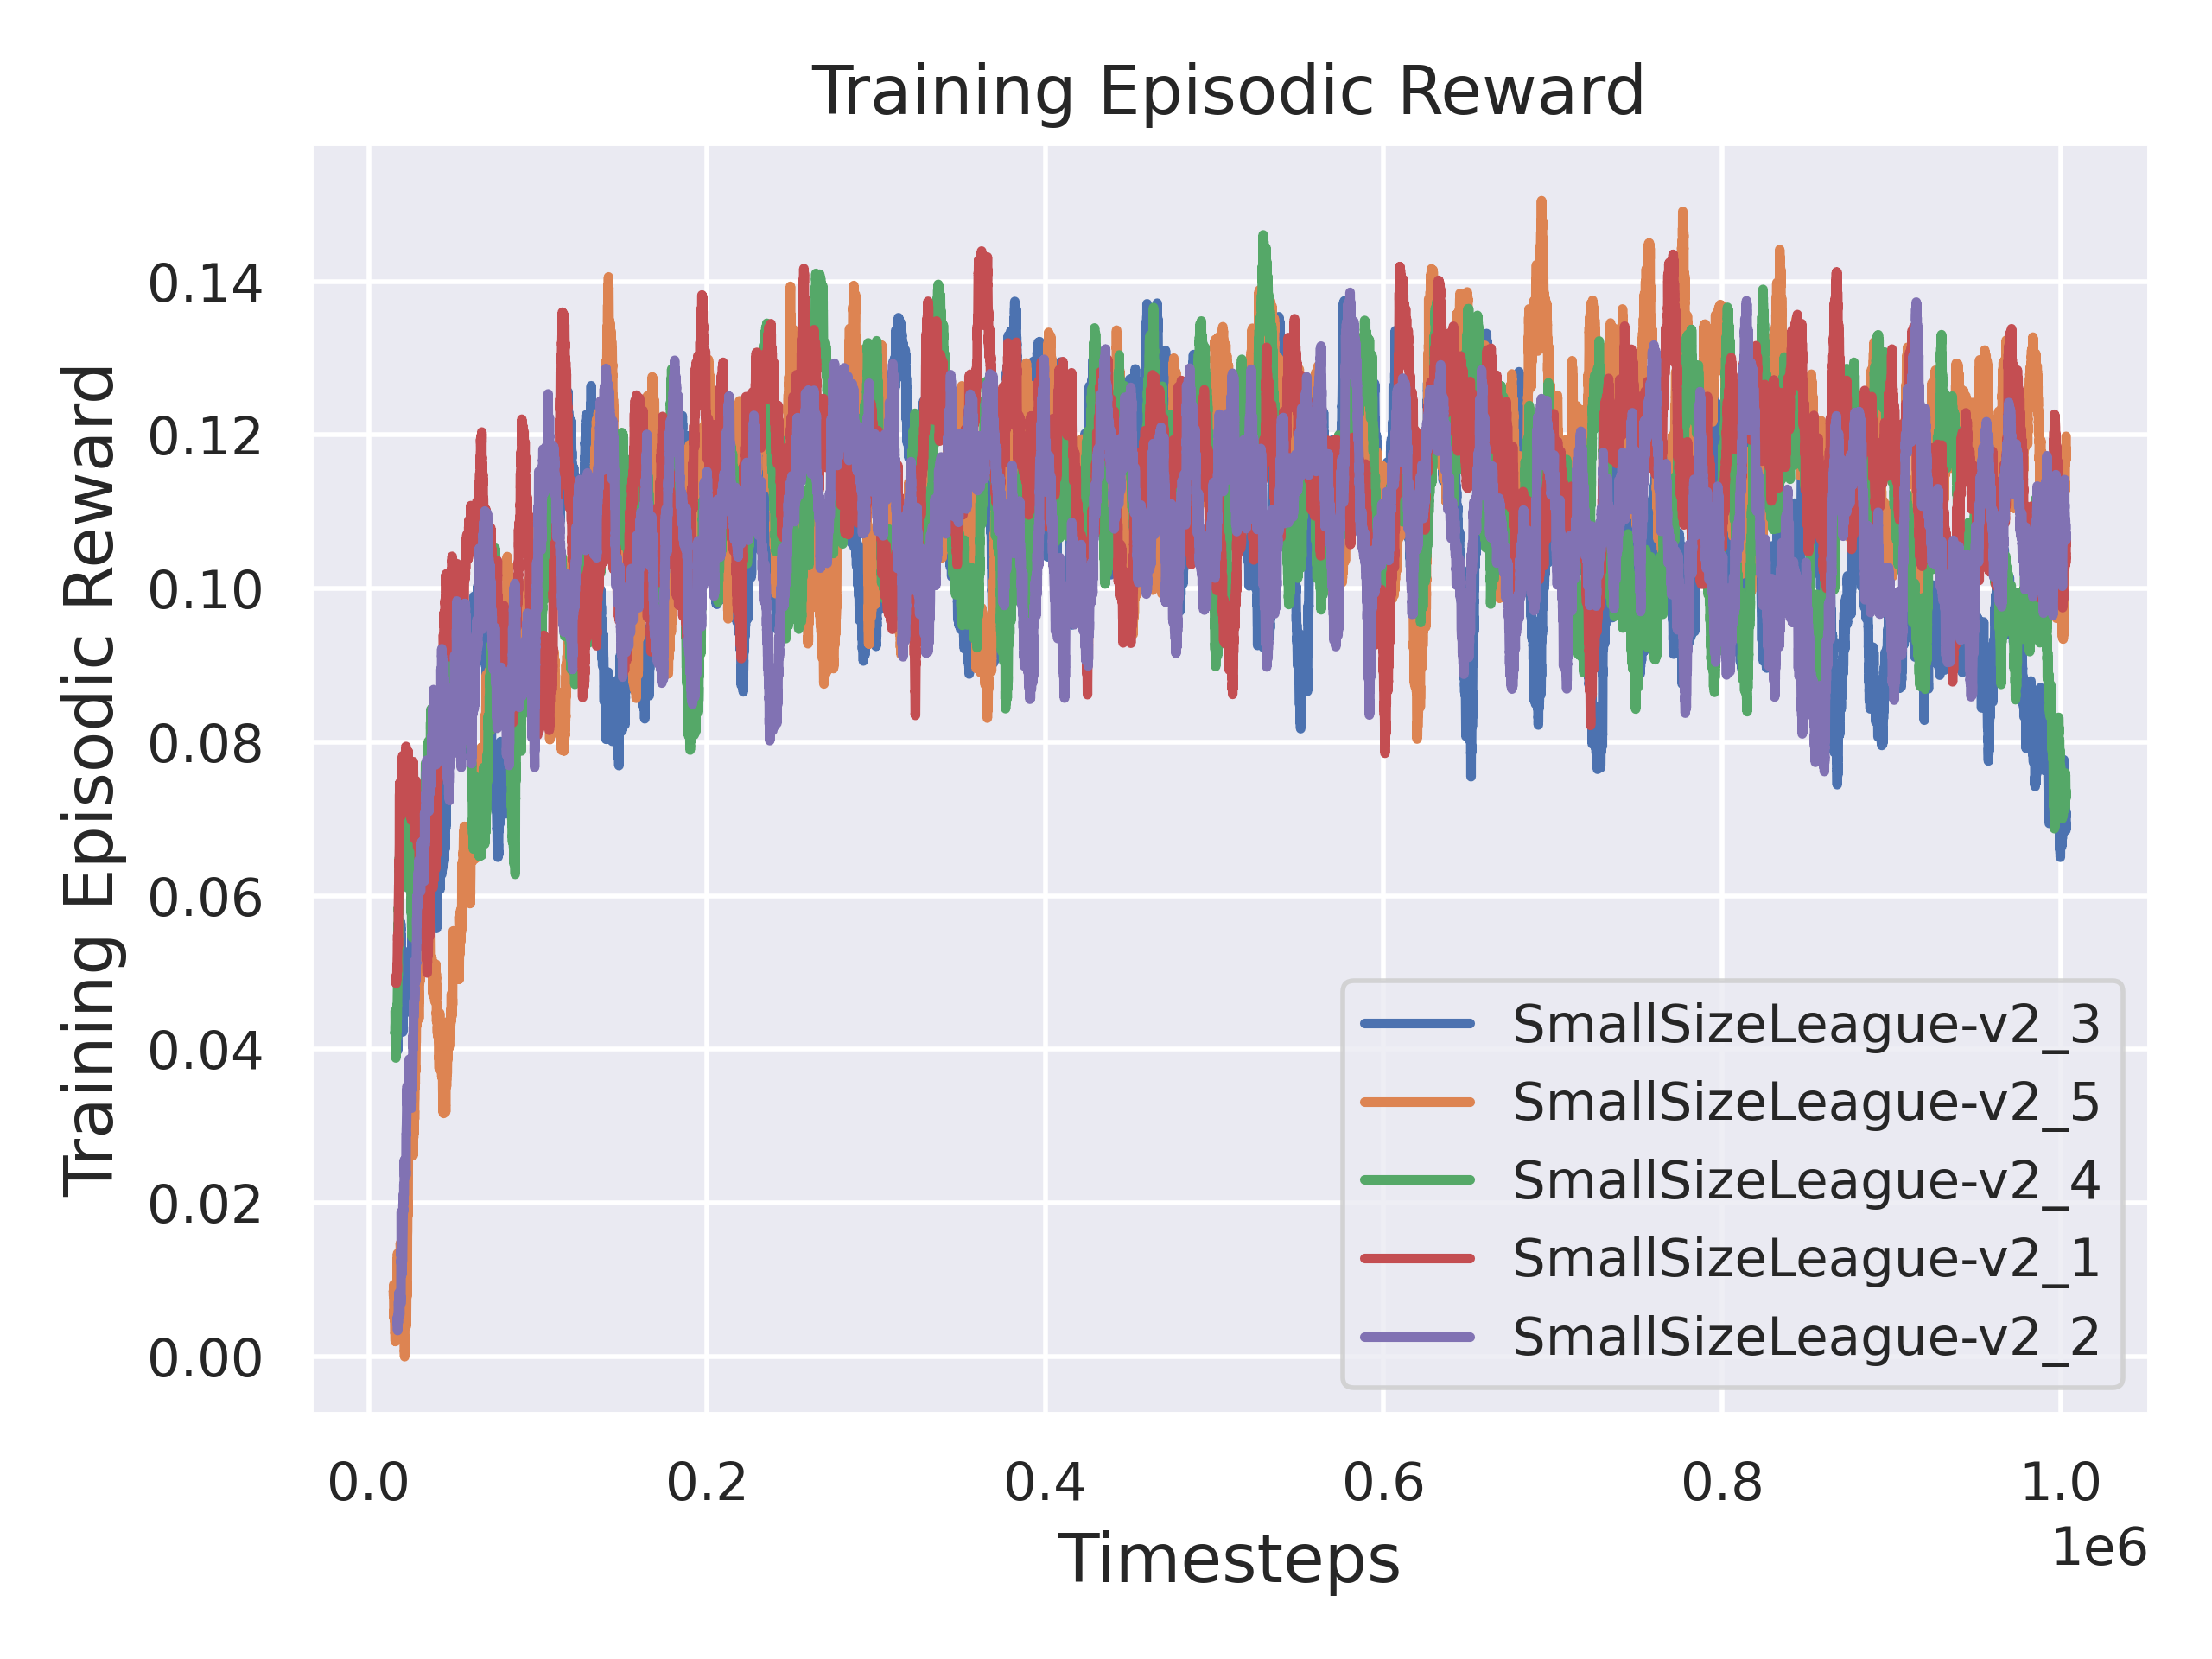 Training Episodic Reward
Training Episodic Reward
0.14
0.12
0.10
0.08
0.06
0.04
0.02
0.00
SmallSizeLeague-v2_3
SmallSizeLeague-v2_5
SmallSizeLeague-v2_4
SmallSizeLeague-v2_1
SmallSizeLeague-v2_2
0.0 0.2 0.4 0.6 0.8 1.0
1e6
Timesteps